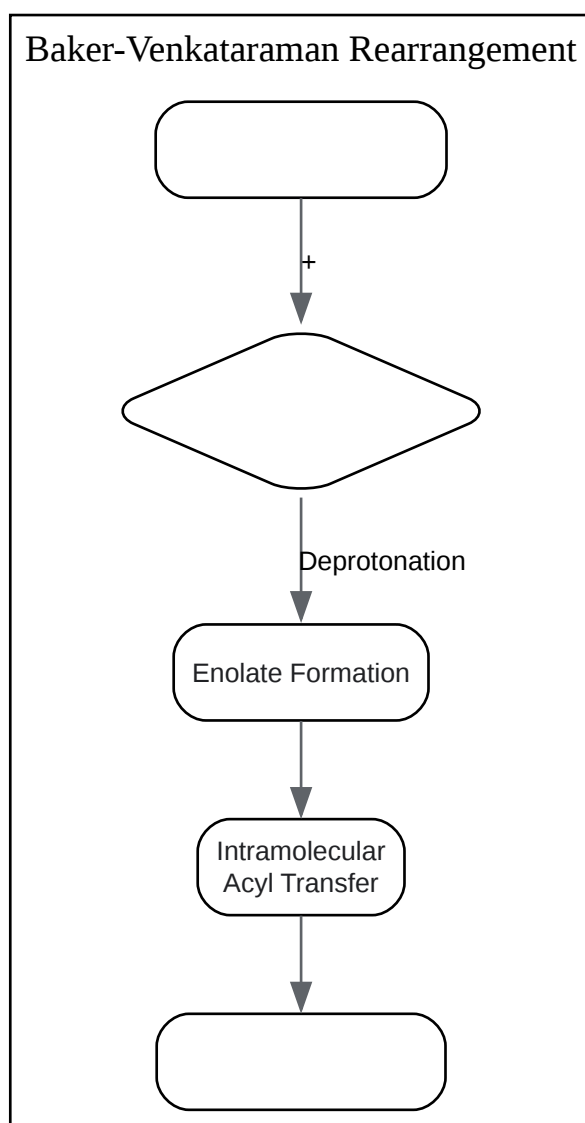 Baker-Venkataraman Rearrangement
+
Deprotonation
Enolate Formation
Intramolecular
Acyl Transfer